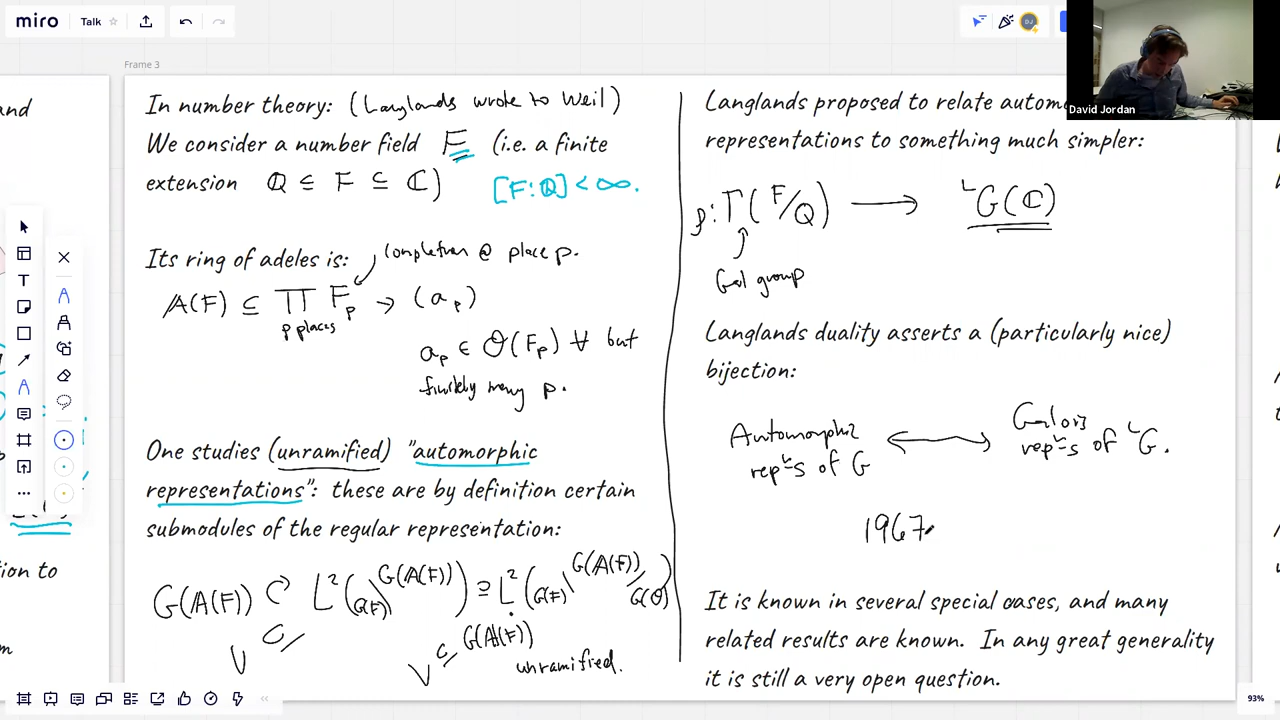 miro
Talk
Frame 3
David Jordan
and
In number theory: (Langlands wrote to Weil)
We consider a number field F (i.e. a finite
extension ℚ ⊆ F ⊆ ℂ)
[F:ℚ] < ∞.
Its ring of adeles is:
completion @ place p.
𝔸(F) ⊆ ∏ F_p → (a_p)
p places
a_p ∈ 𝒪(F_p) ∀ but
finitely many p.
One studies (unramified) "automorphic
representations": these are by definition certain
submodules of the regular representation:
G(𝔸(F)) ↻ L²(G(F)\G(𝔸(F))) ⊇ L²(G(F)\G(𝔸(F))/G(𝒪))
V ⊆
V ⊆ G(𝔸(F))
unramified.
Langlands proposed to relate
representations to something much simpler:
ρ: Γ(F/ℚ) → ᴸG(ℂ)
Gal group
Langlands duality asserts a (particularly nice)
bijection:
Automorphic repⁿs of G ↔ Galois repⁿs of ᴸG.
1967
It is known in several special cases, and many
related results are known. In any great generality
it is still a very open question.
tion to
93%